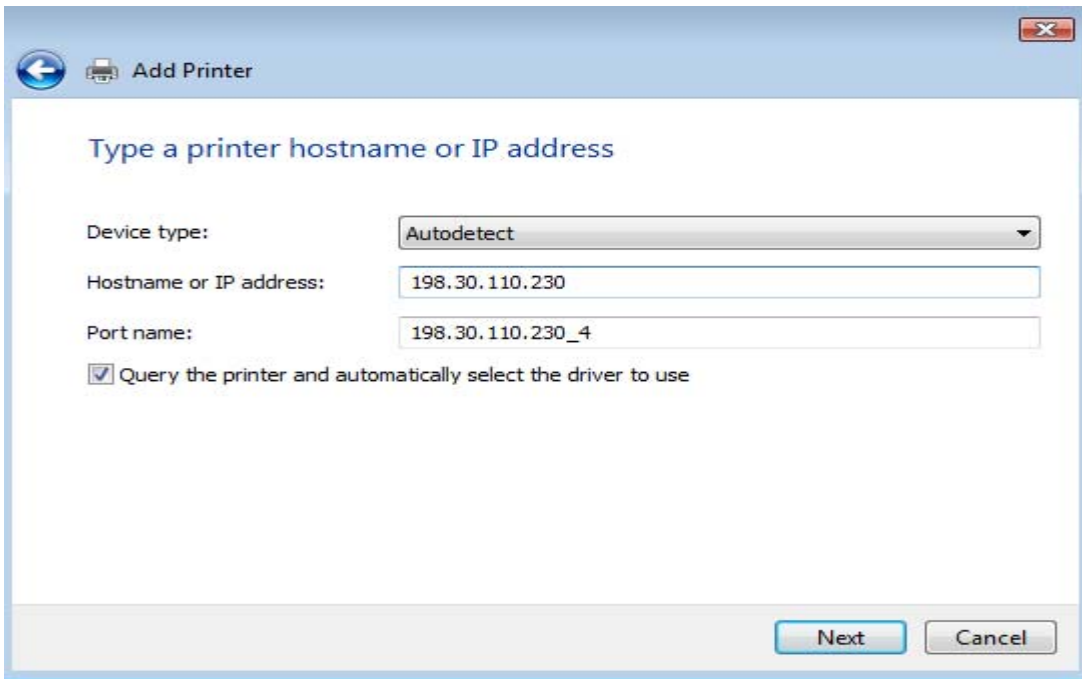 Add Printer
Type a printer hostname or IP address
Device type: Autodetect
Hostname or IP address: 198.30.110.230
Port name: 198.30.110.230_4
Query the printer and automatically select the driver to use
Next Cancel